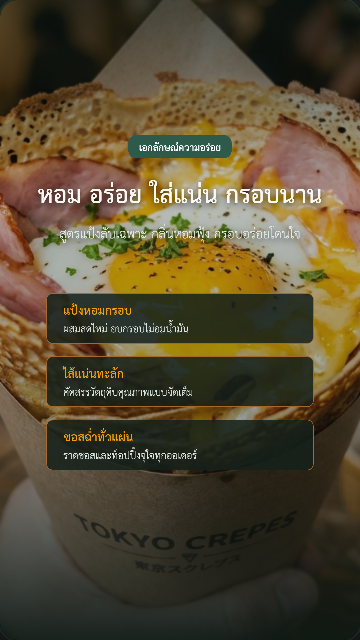 เอกลักษณ์ความอร่อย
หอม อร่อย ใส่แน่น กรอบนาน
สูตรแป้งลับเฉพาะ กลิ่นหอมฟุ้ง กรอบอร่อยโดนใจ
แป้งหอมกรอบ
ผสมสดใหม่ อบกรอบไม่อมน้ำมัน
ไส้แน่นทะลัก
คัดสรรวัตถุดิบคุณภาพแบบจัดเต็ม
ซอสฉ่ำทั่วแผ่น
ราดซอสและท็อปปิ้งจุใจทุกออเดอร์
TOKYO CREPES
東京スクレプス